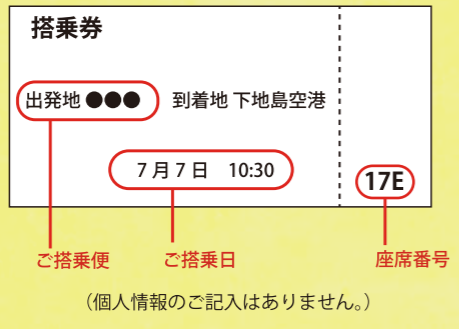 搭乗券
出発地 ●●● 到着地 下地島空港
7月7日 10:30
17E
ご搭乗便 ご搭乗日 座席番号
（個人情報のご記入はありません。）